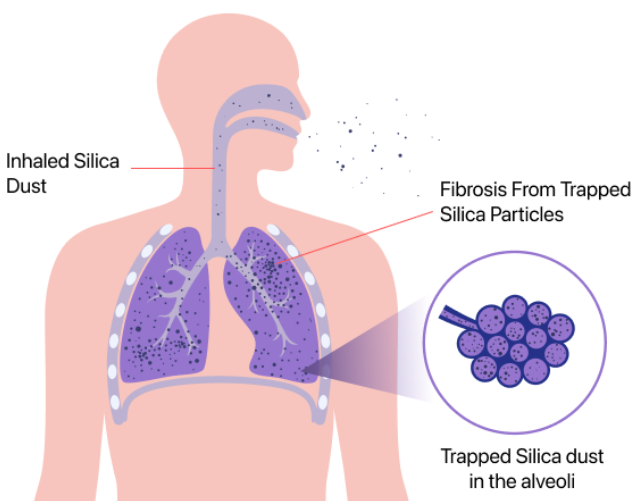 Inhaled Silica
Dust
Fibrosis From Trapped
Silica Particles
Trapped Silica dust
in the alveoli